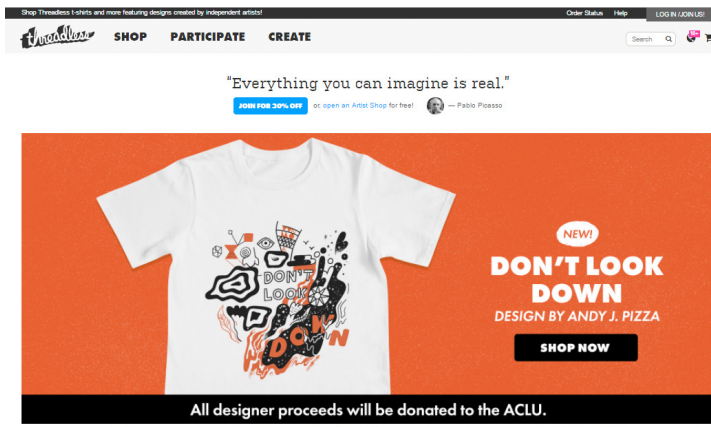 Shop Threadless t-shirts and more featuring designs created by independent artists!
Order Status Help LOG IN /JOIN US!
threadless SHOP PARTICIPATE CREATE
Search
"Everything you can imagine is real."
JOIN FOR 30% OFF or, open an Artist Shop for free! — Pablo Picasso
DON'T
LOOK
DOWN
NEW!
DON'T LOOK
DOWN
DESIGN BY ANDY J. PIZZA
SHOP NOW
All designer proceeds will be donated to the ACLU.